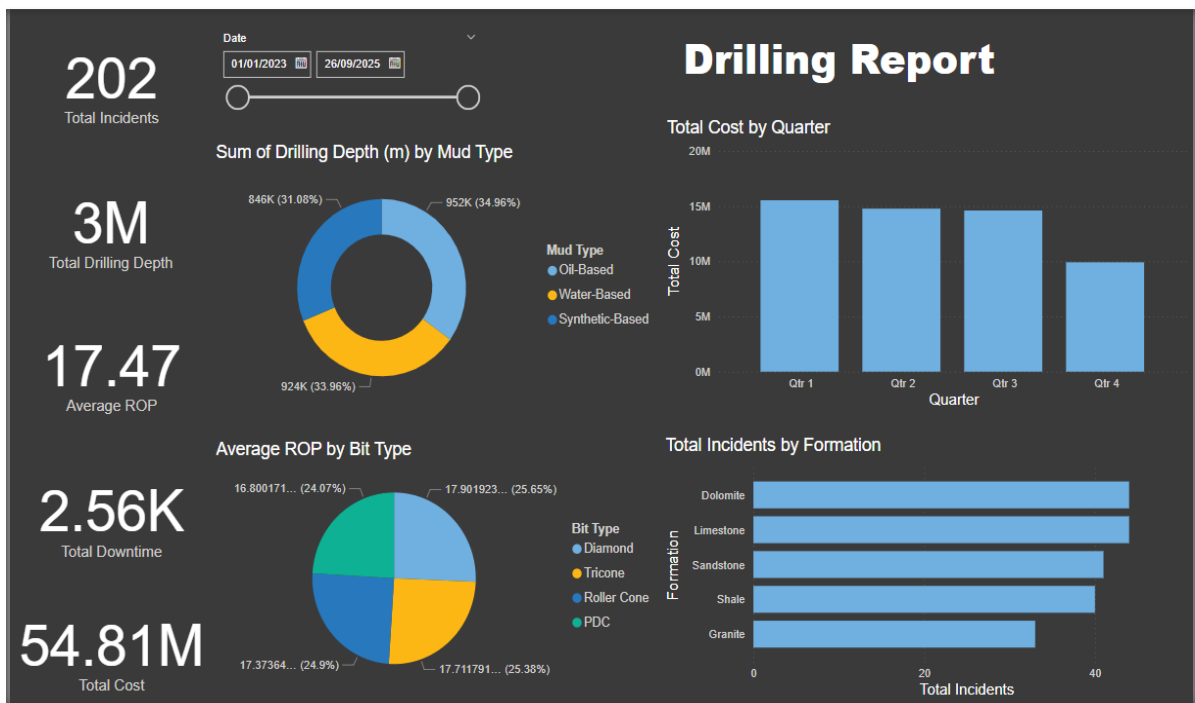 Drilling Report
202
Total Incidents
3M
Total Drilling Depth
17.47
Average ROP
2.56K
Total Downtime
54.81M
Total Cost
Date
01/01/2023
26/09/2025
Sum of Drilling Depth (m) by Mud Type
846K (31.08%)
952K (34.96%)
924K (33.96%)
Mud Type
Oil-Based
Water-Based
Synthetic-Based
Average ROP by Bit Type
16.800171... (24.07%)
17.901923... (25.65%)
17.37364... (24.9%)
17.711791... (25.38%)
Bit Type
Diamond
Tricone
Roller Cone
PDC
Total Cost by Quarter
Total Cost
20M
15M
10M
5M
0M
Qtr 1
Qtr 2
Qtr 3
Qtr 4
Quarter
Total Incidents by Formation
Formation
Dolomite
Limestone
Sandstone
Shale
Granite
0
20
40
Total Incidents